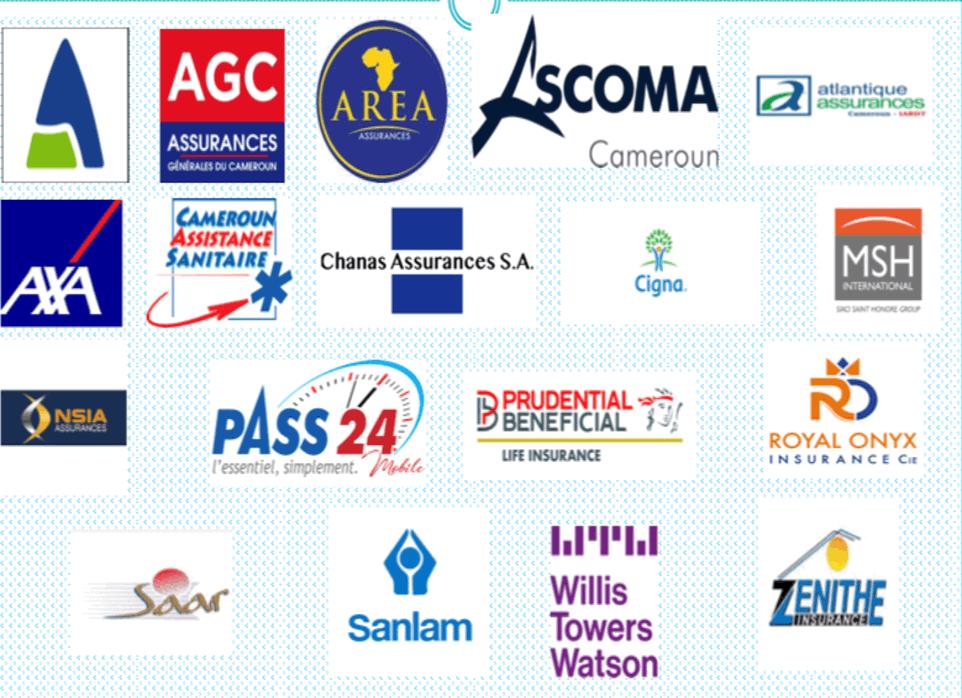 AGC
ASSURANCES
GÉNÉRALES DU CAMEROUN
AREA
ASSURANCES
ASCOMA
Cameroun
a
atlantique
assurances
Cameroun - IARDT
AXA
CAMEROUN
ASSISTANCE
SANITAIRE
Chanas Assurances S.A.
Cigna
MSH
INTERNATIONAL
SIACI SAINT HONORE GROUP
NSIA
ASSURANCES
PASS 24
l'essentiel, simplement. Mobile
PRUDENTIAL
BENEFICIAL
LIFE INSURANCE
ROYAL ONYX
INSURANCE CIE
Saar
Sanlam
Willis
Towers
Watson
ZENITHE
INSURANCE